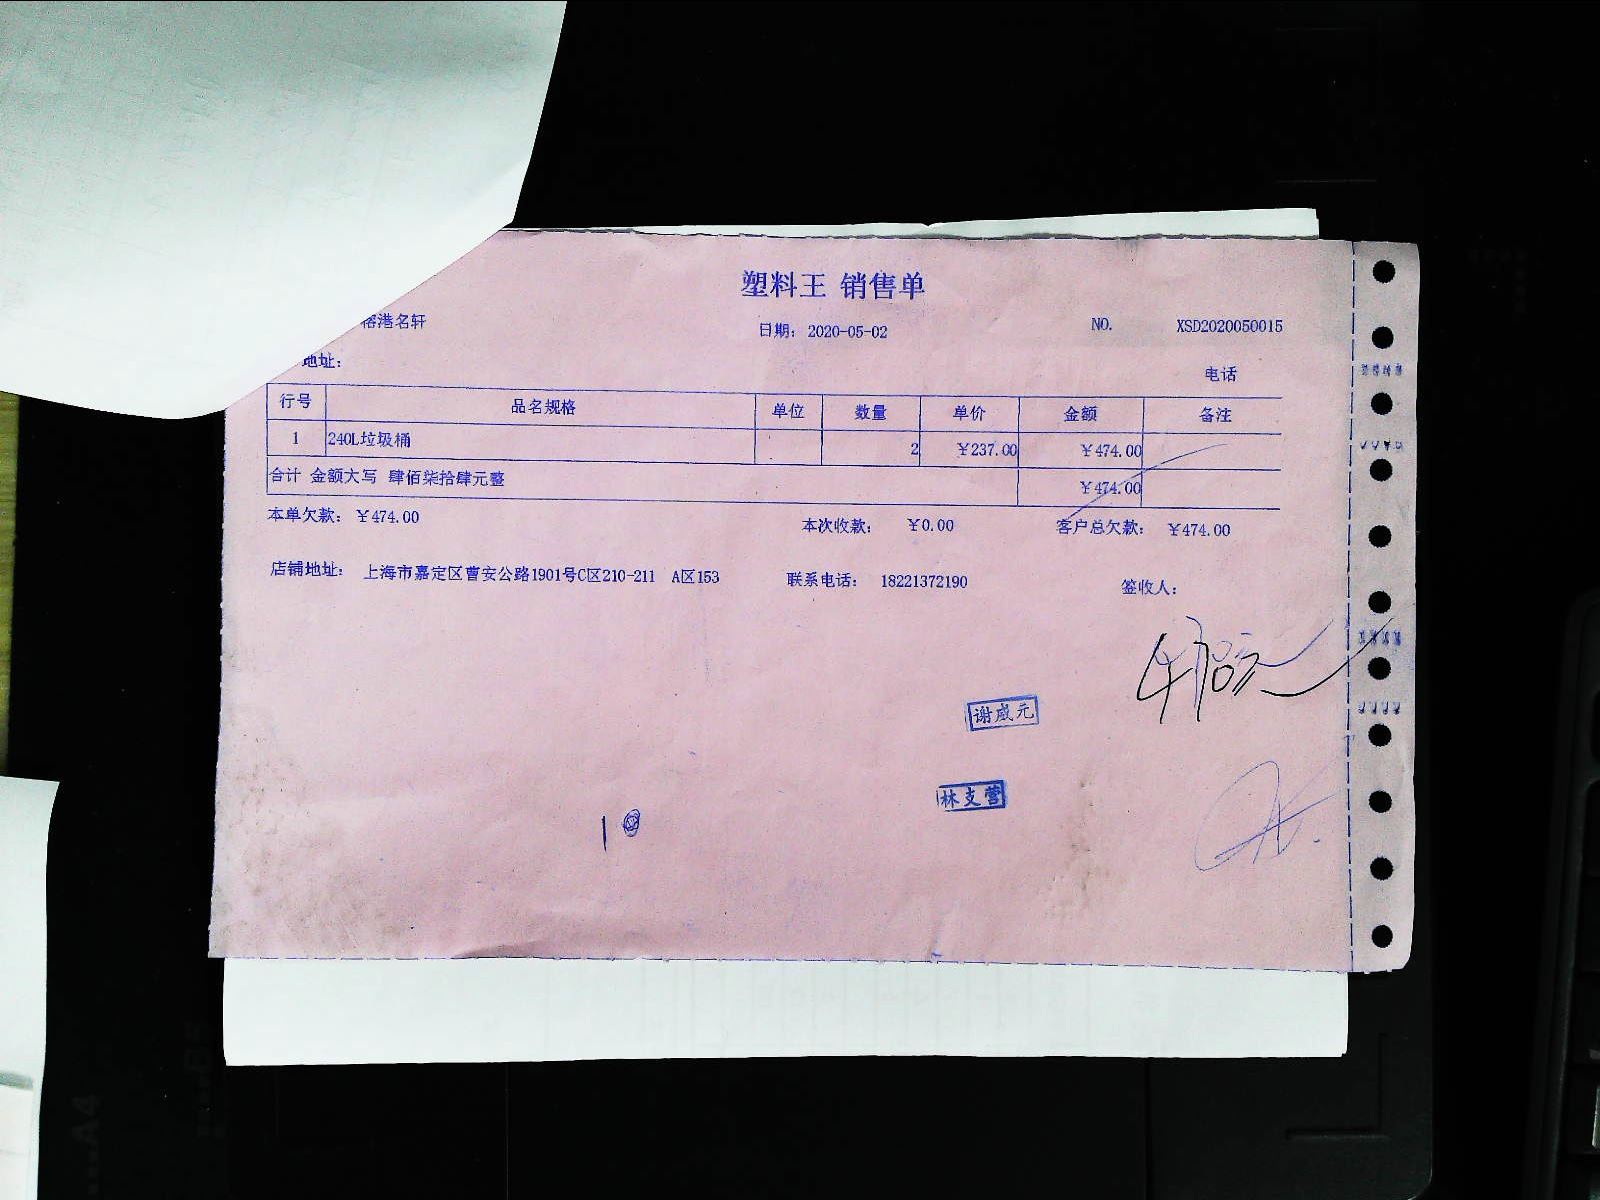 塑料王 销售单
港名轩 日期: 2020-05-02 NO. XSD2020050015
地址: 电话
行号 品名规格 单位 数量 单价 金额 备注
1 240L垃圾桶 2 ¥237.00 ¥474.00
合计 金额大写 肆佰柒拾肆元整 ¥474.00
本单欠款: ¥474.00 本次收款: ¥0.00 客户总欠款: ¥474.00
店铺地址: 上海市嘉定区曹安公路1901号C区210-211 A区153 联系电话: 18221372190 签收人:
谢威元
林支营